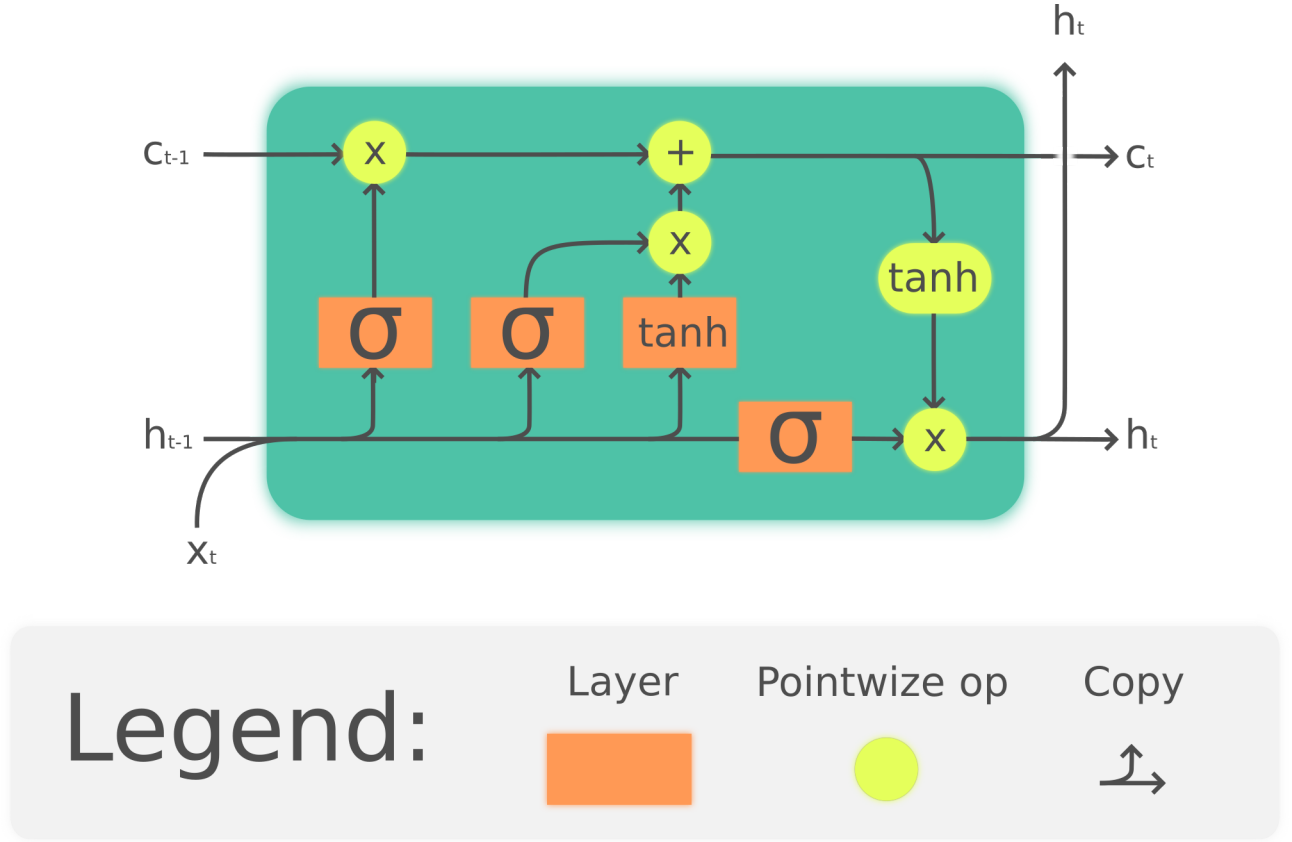 hₜ
cₜ₋₁
x
+
cₜ
x
tanh
σ
σ
tanh
hₜ₋₁
σ
x
hₜ
xₜ
Legend:
Layer
Pointwize op
Copy